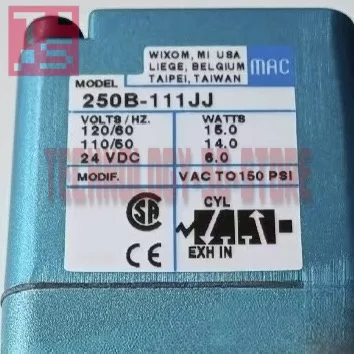 WIXOM, MI USA
LIEGE, BELGIUM
TAIPEI, TAIWAN
MAC
MODEL
250B-111JJ
VOLTS/HZ. WATTS
120/60 15.0
110/50 14.0
24 VDC 6.0
MODIF. VAC TO 150 PSI
CYL
EXH IN
CE